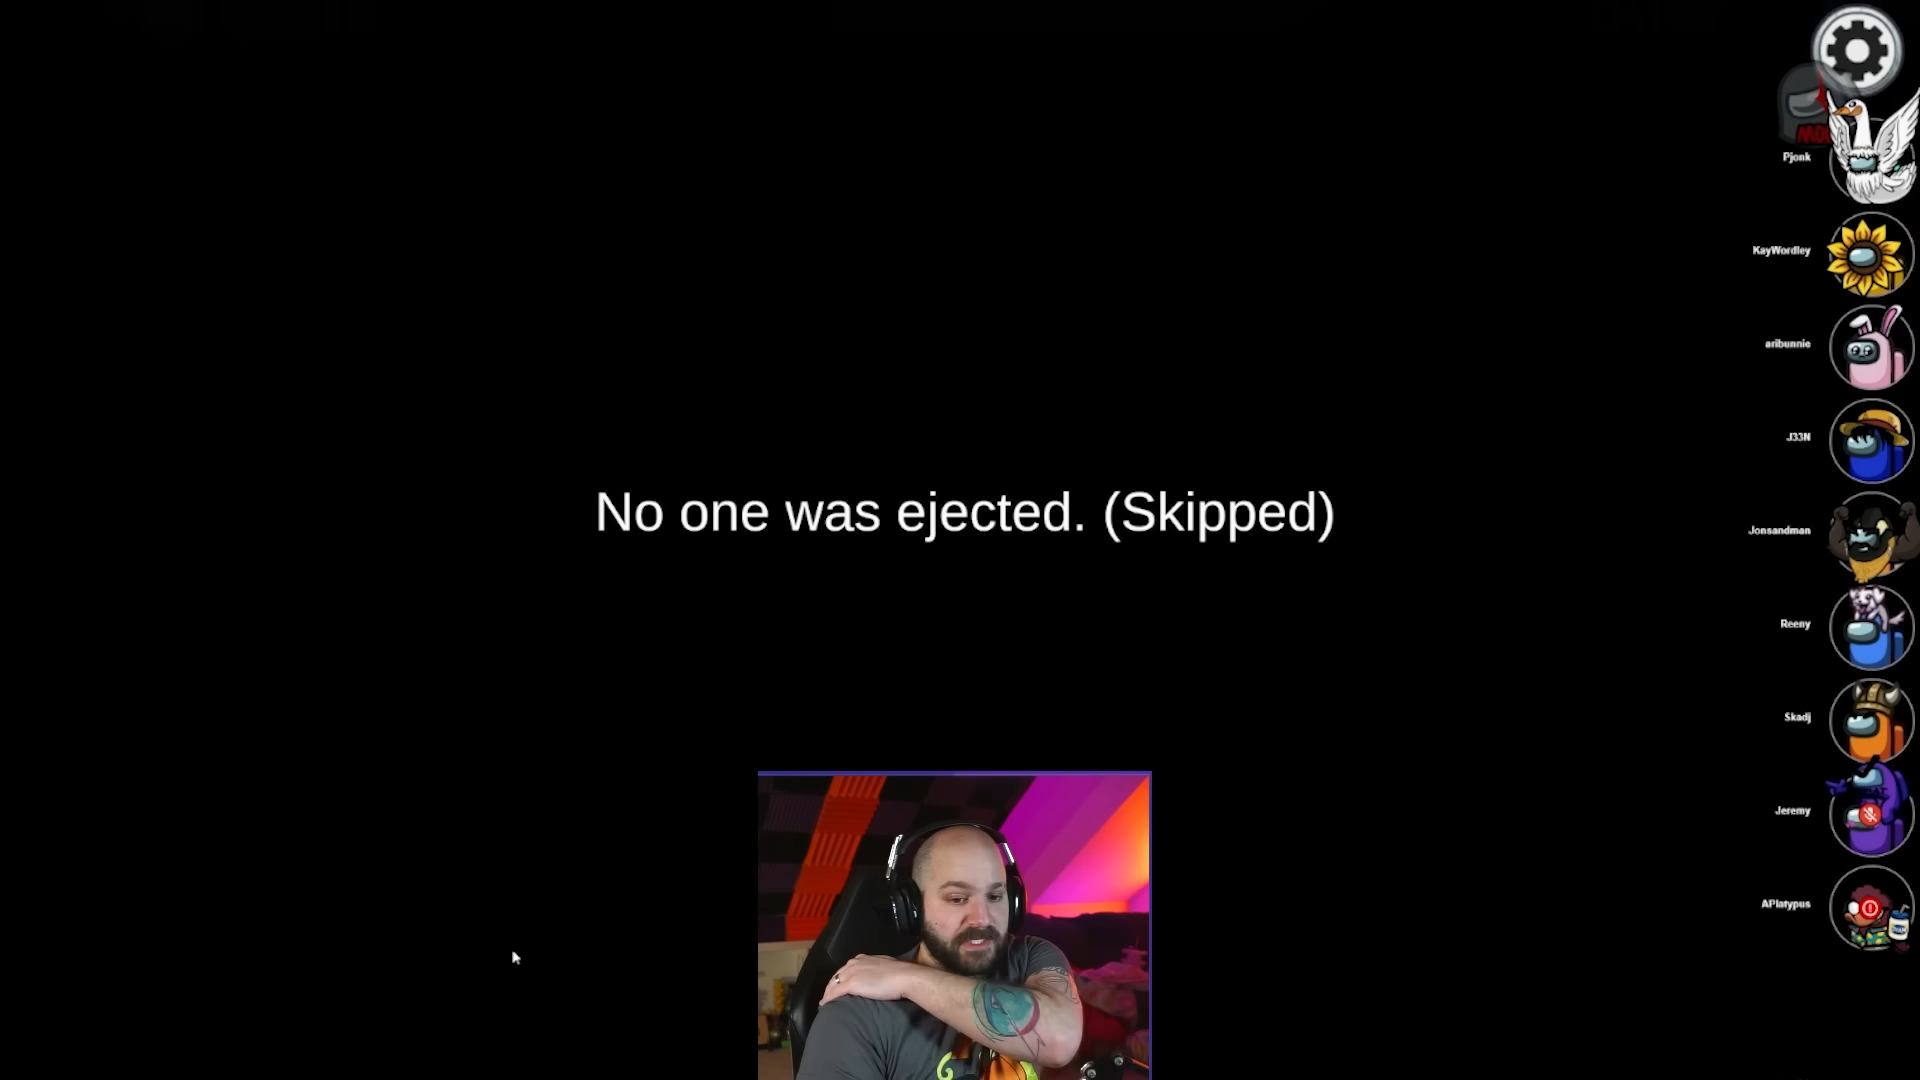 Pjonk
KayWordley
aribunnie
J33N
No one was ejected. (Skipped)
Jonsandman
Reeny
Skadj
Jeremy
APlatypus